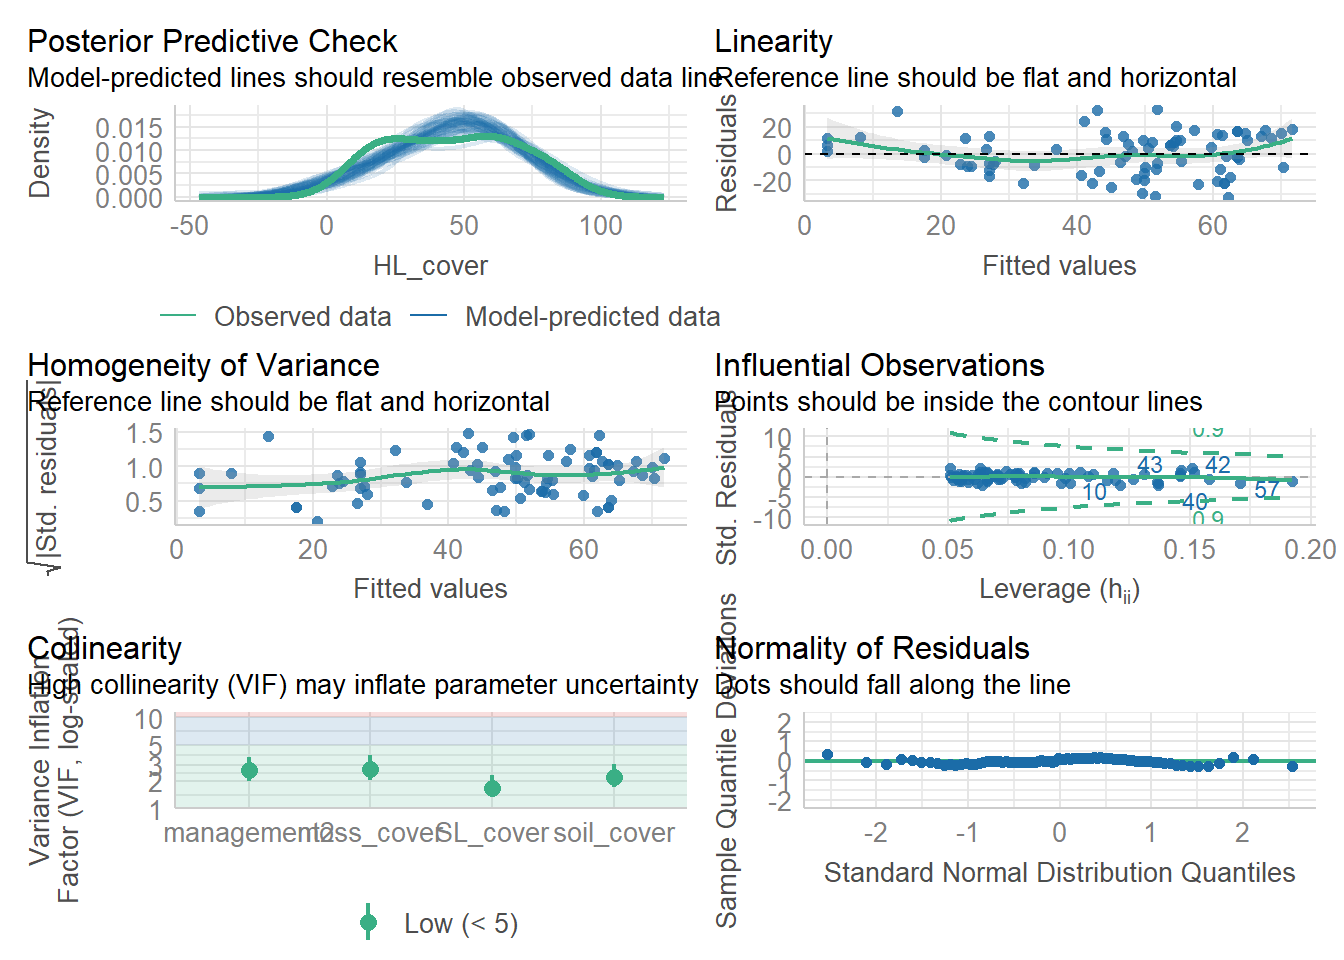 Posterior Predictive Check
Model-predicted lines should resemble observed data line
Density
0.015
0.010
0.005
0.000
-50
0
50
100
HL_cover
Observed data
Model-predicted data
Linearity
Reference line should be flat and horizontal
Residuals
20
0
-20
0
20
40
60
Fitted values
Homogeneity of Variance
Reference line should be flat and horizontal
√|Std. residuals|
1.5
1.0
0.5
0
20
40
60
Fitted values
Influential Observations
Points should be inside the contour lines
Std. Residuals
10
5
0
-5
-10
0.9
43
42
10
40
57
0.9
0.00
0.05
0.10
0.15
0.20
Leverage (hii)
Collinearity
High collinearity (VIF) may inflate parameter uncertainty
Variance Inflation
Factor (VIF, log-scaled)
10
5
3
2
1
management2
moss_cover
SL_cover
soil_cover
Low (< 5)
Normality of Residuals
Dots should fall along the line
Sample Quantile Deviations
2
1
0
-1
-2
-2
-1
0
1
2
Standard Normal Distribution Quantiles